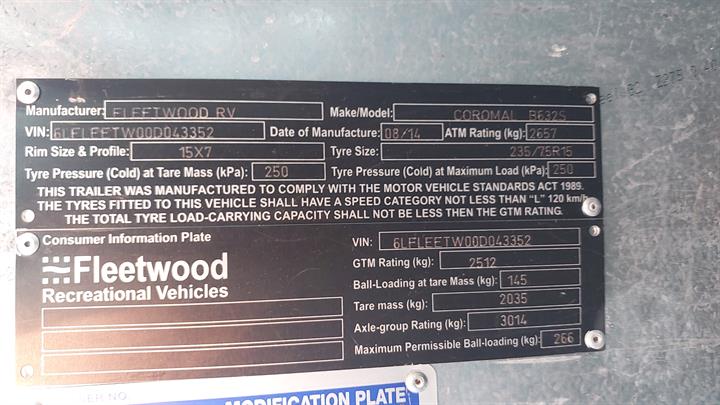 Manufacturer: FLEETWOOD RV Make/Model: COROMAL B632S
VIN: 6LFLEETW00D043352 Date of Manufacture: 08/14 ATM Rating (kg): 2657
Rim Size & Profile: 15X7 Tyre Size: 235/75R15
Tyre Pressure (Cold) at Tare Mass (kPa): 250 Tyre Pressure (Cold) at Maximum Load (kPa): 250
THIS TRAILER WAS MANUFACTURED TO COMPLY WITH THE MOTOR VEHICLE STANDARDS ACT 1989.
THE TYRES FITTED TO THIS VEHICLE SHALL HAVE A SPEED CATEGORY NOT LESS THAN "L" 120 km/h
THE TOTAL TYRE LOAD-CARRYING CAPACITY SHALL NOT BE LESS THEN THE GTM RATING.
Consumer Information Plate
Fleetwood
Recreational Vehicles
VIN: 6LFLEETW00D043352
GTM Rating (kg): 2512
Ball-Loading at tare Mass (kg): 145
Tare mass (kg): 2035
Axle-group Rating (kg): 3014
Maximum Permissible Ball-loading (kg): 266
MODIFICATION PLATE